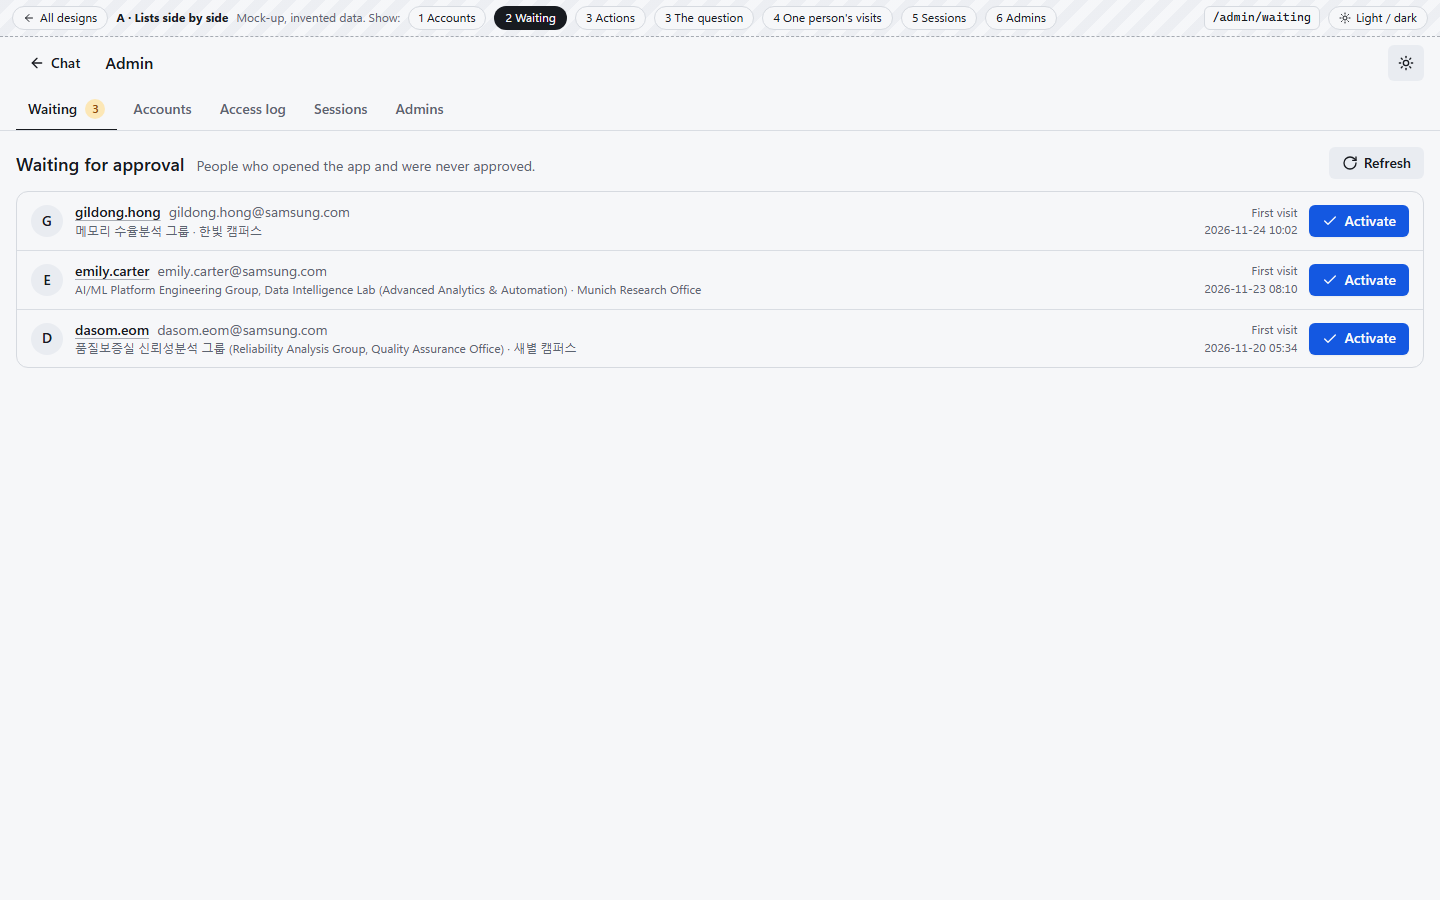 All designs A · Lists side by side Mock-up, invented data. Show: 1 Accounts 2 Waiting 3 Actions 3 The question 4 One person's visits 5 Sessions 6 Admins /admin/waiting Light / dark
Chat Admin
Waiting 3 Accounts Access log Sessions Admins
Waiting for approval People who opened the app and were never approved. Refresh
G gildong.hong gildong.hong@samsung.com First visit
메모리 수율분석 그룹 · 한빛 캠퍼스 2026-11-24 10:02 Activate
E emily.carter emily.carter@samsung.com First visit
AI/ML Platform Engineering Group, Data Intelligence Lab (Advanced Analytics & Automation) · Munich Research Office 2026-11-23 08:10 Activate
D dasom.eom dasom.eom@samsung.com First visit
품질보증실 신뢰성분석 그룹 (Reliability Analysis Group, Quality Assurance Office) · 새별 캠퍼스 2026-11-20 05:34 Activate